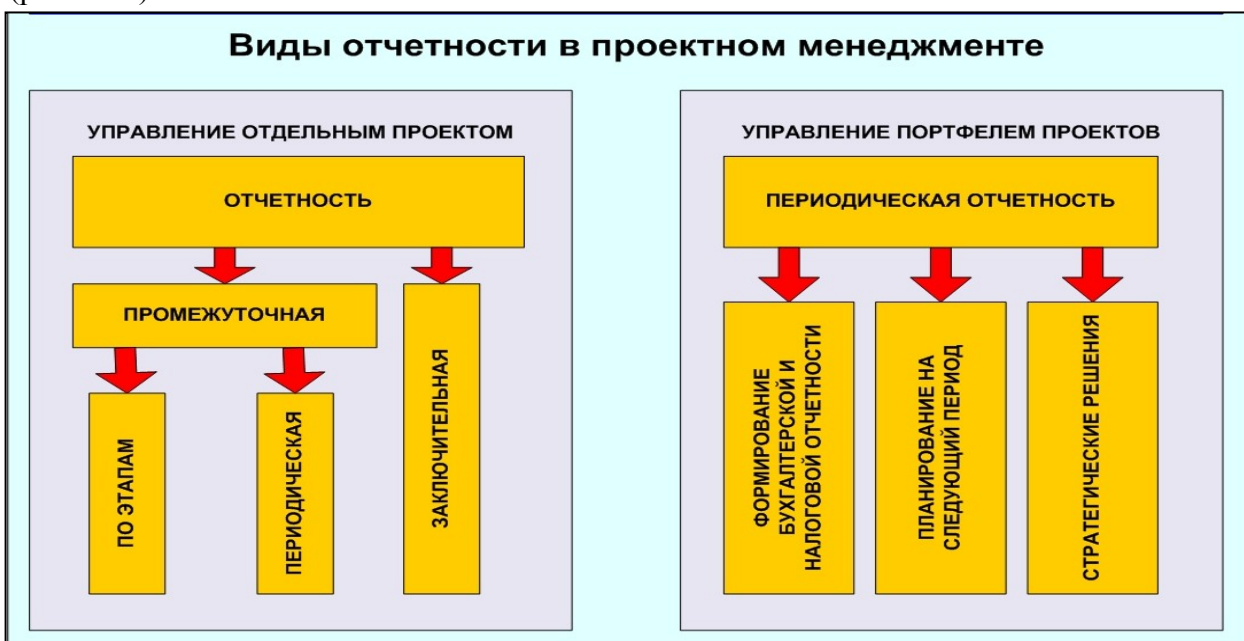 Виды отчетности в проектном менеджменте
УПРАВЛЕНИЕ ОТДЕЛЬНЫМ ПРОЕКТОМ
ОТЧЕТНОСТЬ
ПРОМЕЖУТОЧНАЯ
ПО ЭТАПАМ
ПЕРИОДИЧЕСКАЯ
ЗАКЛЮЧИТЕЛЬНАЯ
УПРАВЛЕНИЕ ПОРТФЕЛЕМ ПРОЕКТОВ
ПЕРИОДИЧЕСКАЯ ОТЧЕТНОСТЬ
ФОРМИРОВАНИЕ
БУХГАЛТЕРСКОЙ И
НАЛОГОВОЙ ОТЧЕТНОСТИ
ПЛАНИРОВАНИЕ НА
СЛЕДУЮЩИЙ ПЕРИОД
СТРАТЕГИЧЕСКИЕ РЕШЕНИЯ